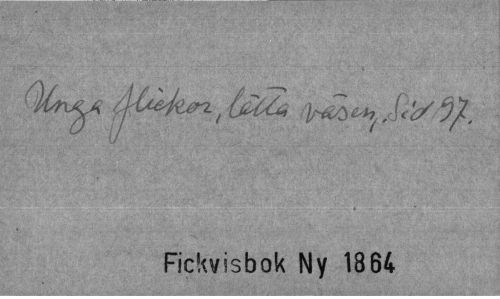 Unga flickor, lätta väsen, Sid 97.
Fickvisbok Ny 1864